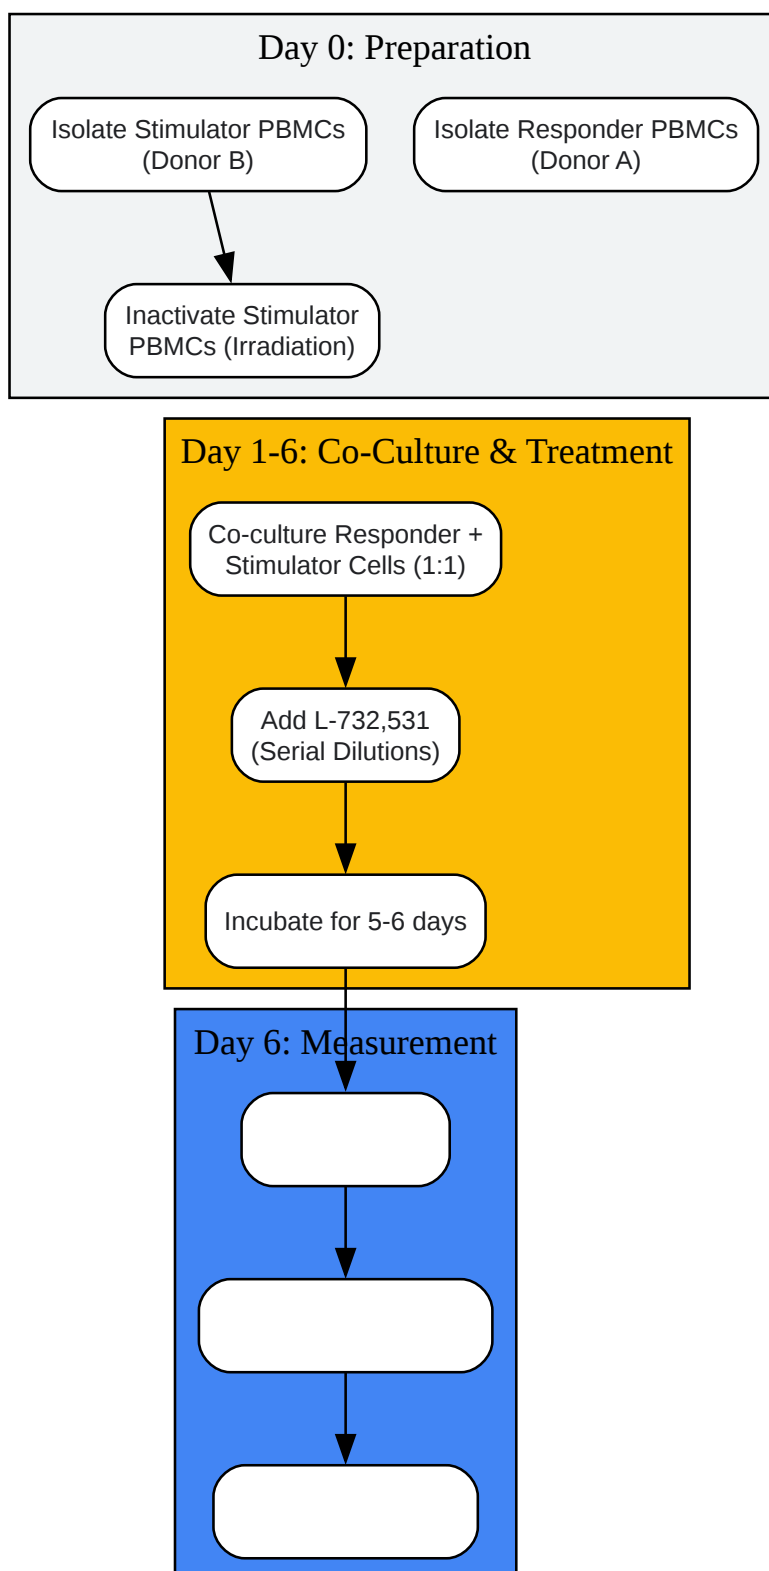 Day 0: Preparation
Isolate Stimulator PBMCs
(Donor B)
Isolate Responder PBMCs
(Donor A)
Inactivate Stimulator
PBMCs (Irradiation)
Day 1-6: Co-Culture & Treatment
Co-culture Responder +
Stimulator Cells (1:1)
Add L-732,531
(Serial Dilutions)
Incubate for 5-6 days
Day 6: Measurement